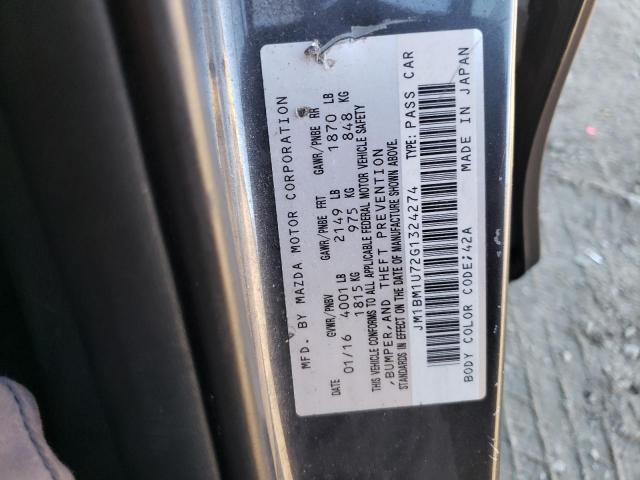 MFD. BY MAZDA MOTOR CORPORATION
DATE GVWR/PNBV GAWR/PNBE FRT GAWR/PNBE RR
01/16 4001 LB 2149 LB 1870 LB
1815 KG 975 KG 848 KG
THIS VEHICLE CONFORMS TO ALL APPLICABLE FEDERAL MOTOR VEHICLE SAFETY
,BUMPER,AND THEFT PREVENTION
STANDARDS IN EFFECT ON THE DATE OF MANUFACTURE SHOWN ABOVE.
JM1BM1U72G1324274 TYPE: PASS CAR
BODY COLOR CODE;42A MADE IN JAPAN